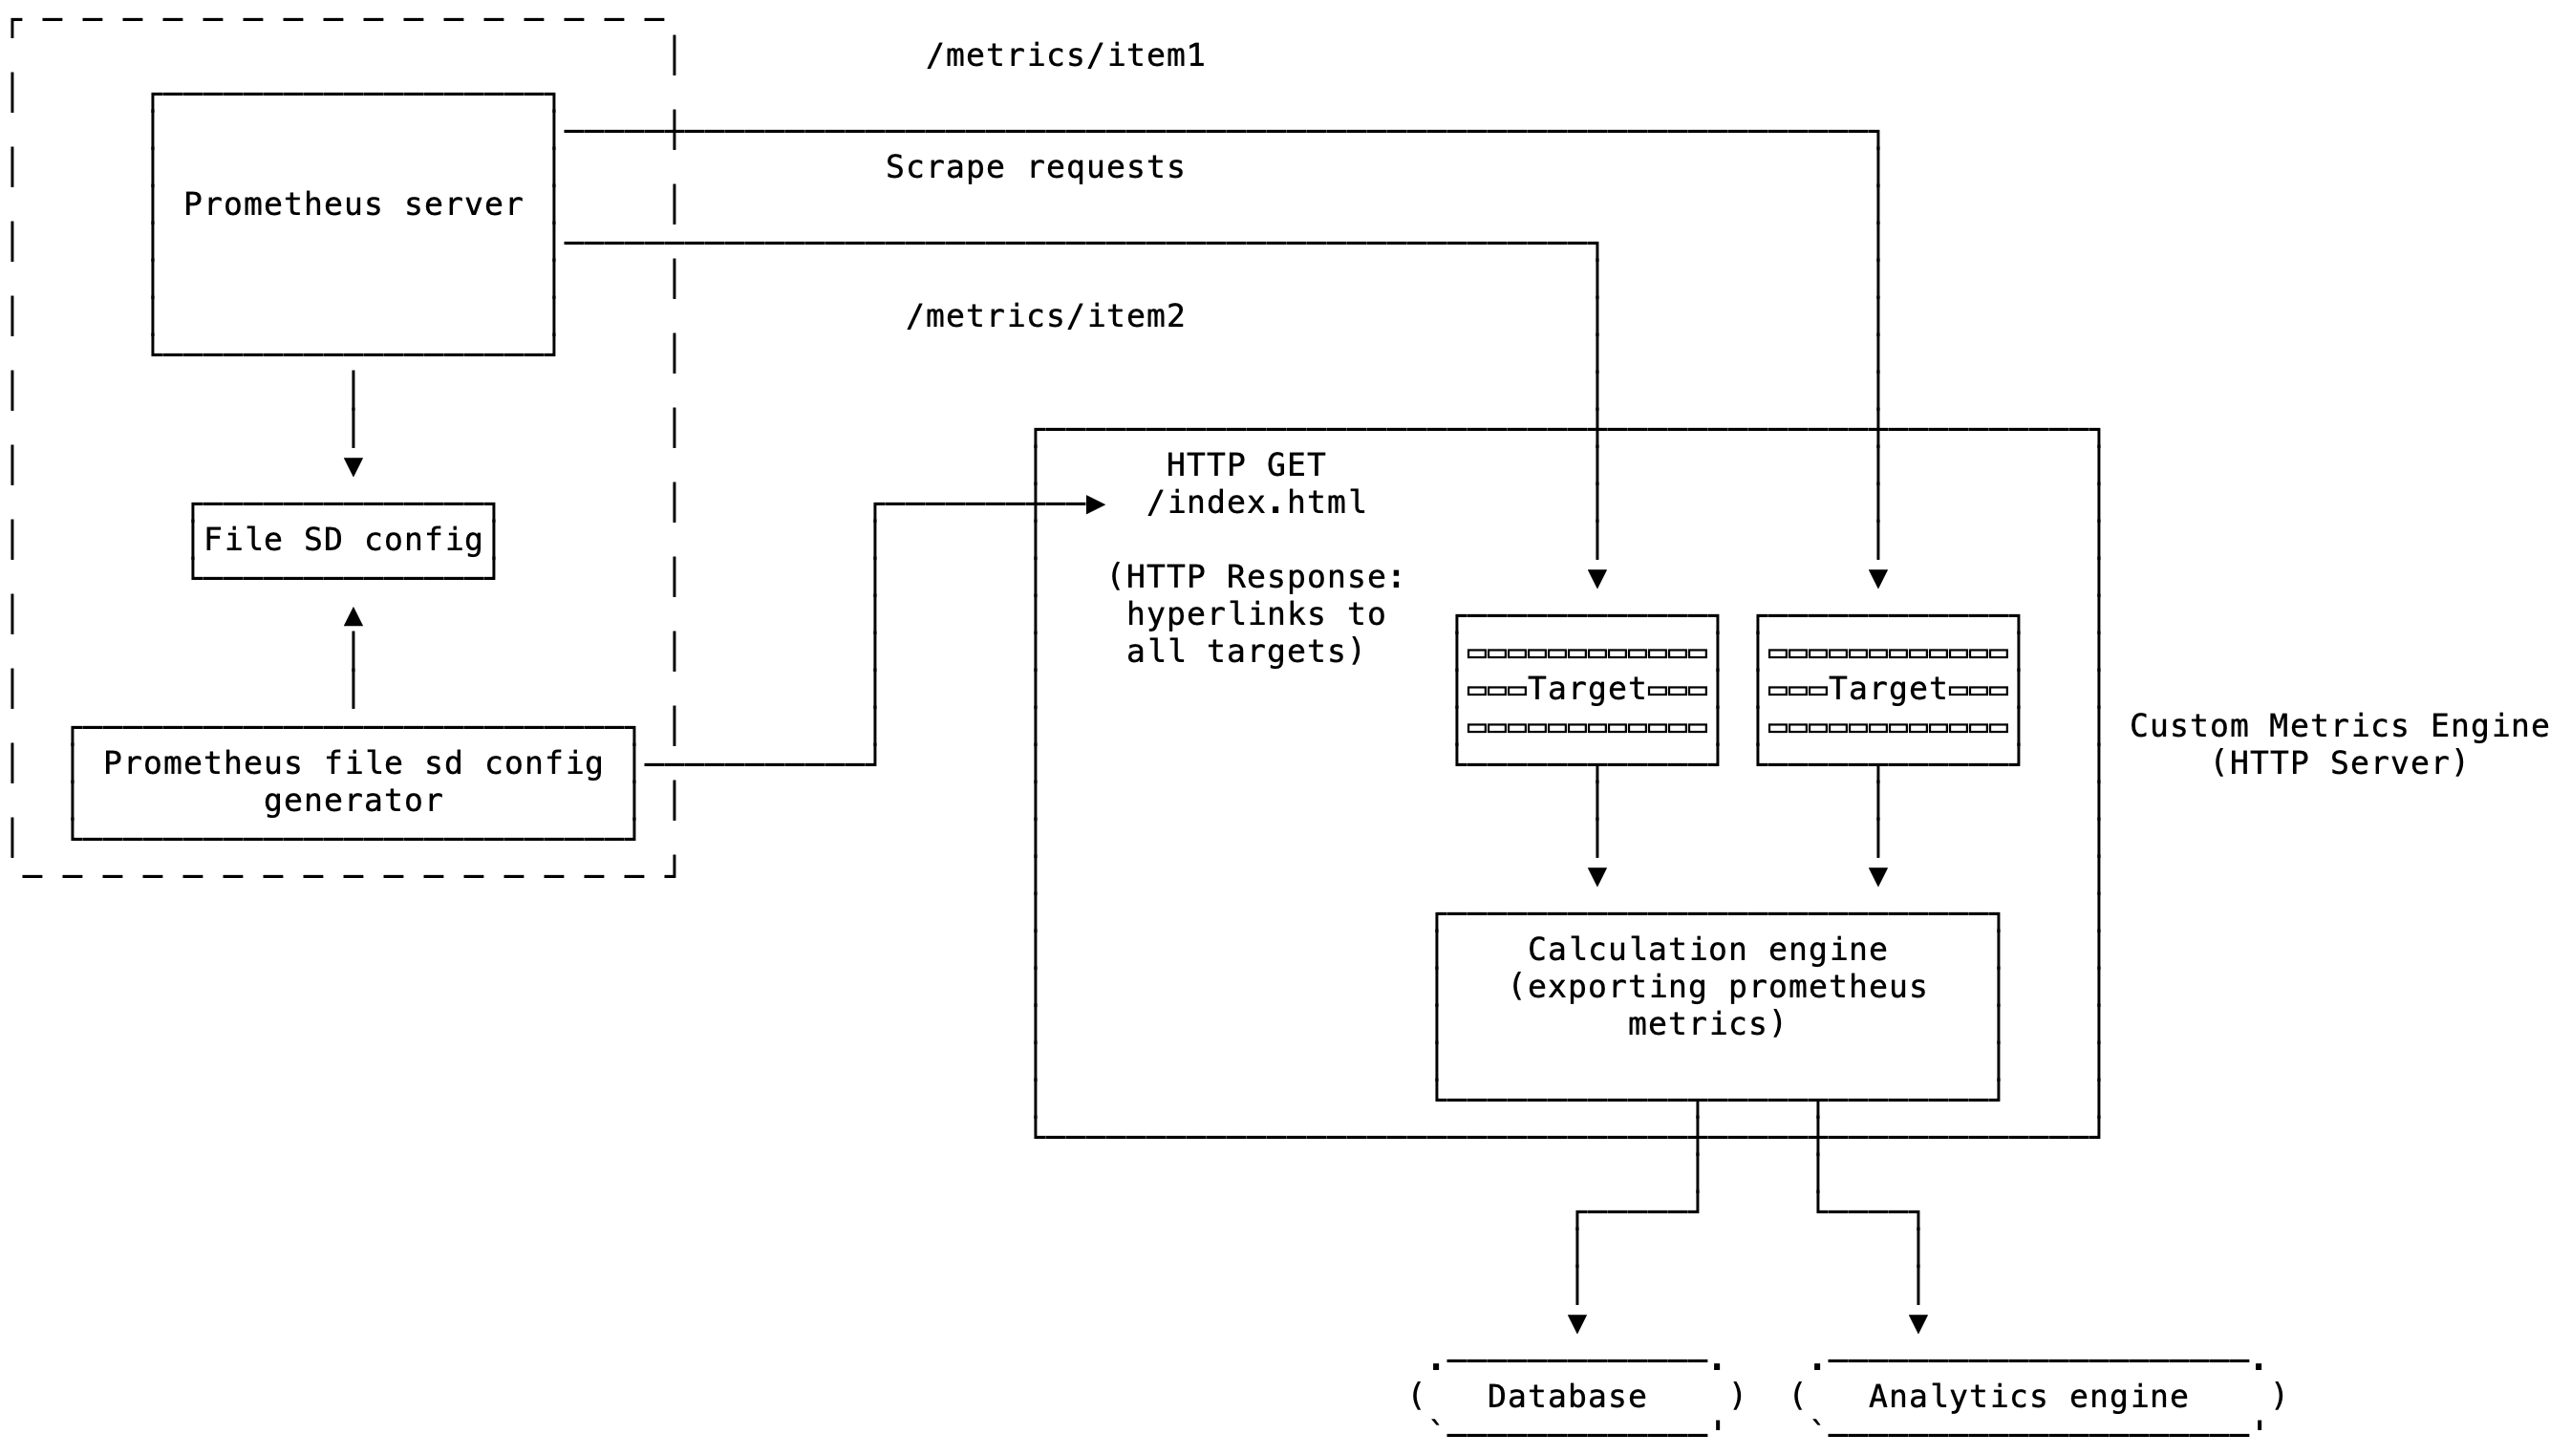 /metrics/item1
Scrape requests
Prometheus server
/metrics/item2
File SD config
Prometheus file sd config
generator
HTTP GET
/index.html
(HTTP Response:
hyperlinks to
all targets)
Target
Target
Custom Metrics Engine
(HTTP Server)
Calculation engine
(exporting prometheus
metrics)
Database
Analytics engine